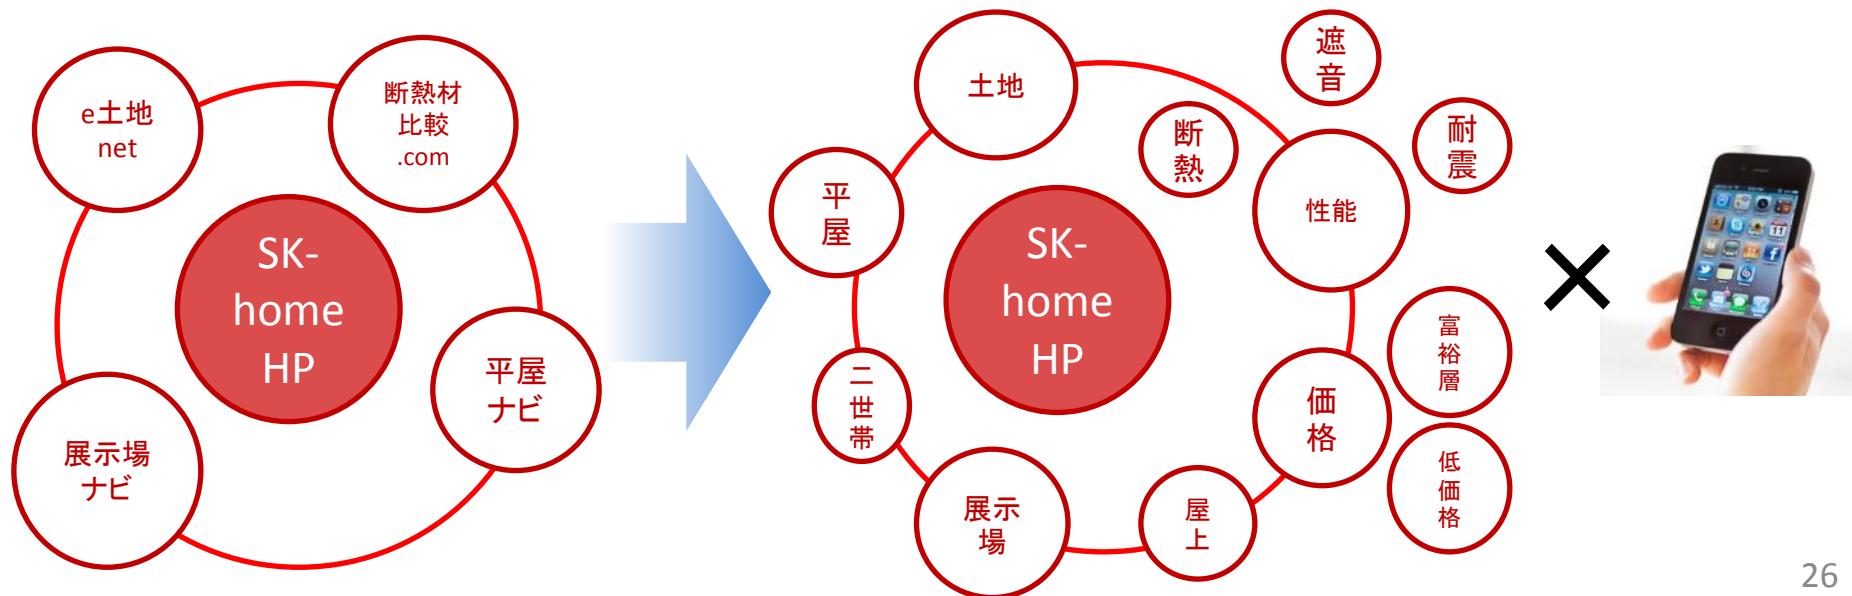 e土地
net
断熱材
比較
.com
SK-
home
HP
平屋
ナビ
展示場
ナビ
土地
遮
音
断
熱
耐
震
平
屋
性能
SK-
home
HP
富
裕
層
二
世
帯
価
格
低
価
格
展示
場
屋
上
26